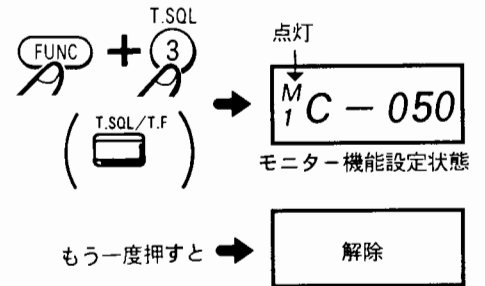 T.SQL
FUNC + 3
点灯
M 1 C - 050
( T.SQL/T.F )
モニター機能設定状態
もう一度押すと
解除